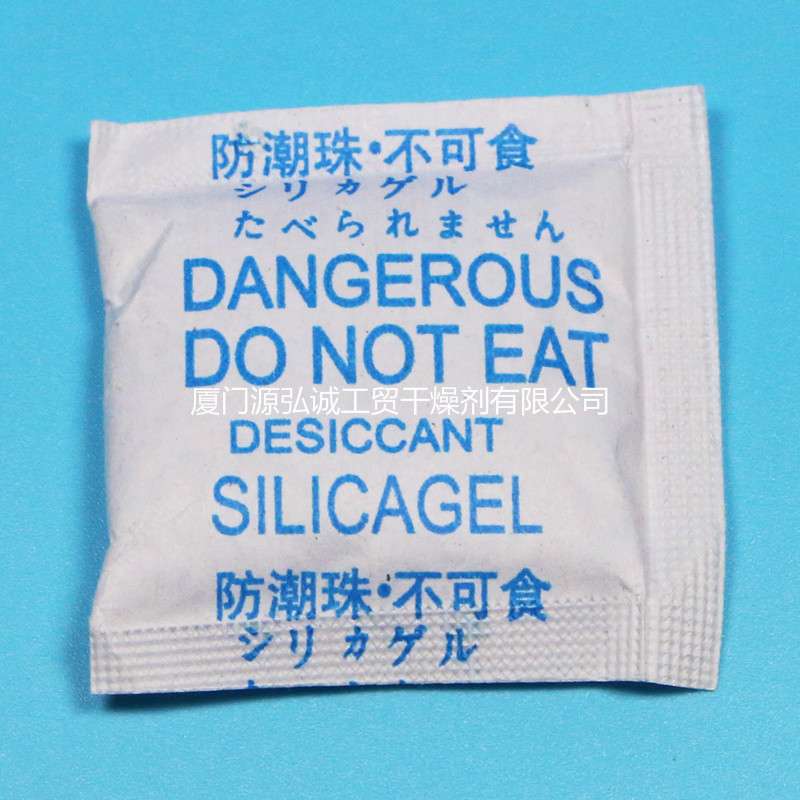 防潮珠·不可食
シリカゲル
たべられません
DANGEROUS
DO NOT EAT
厦门源弘诚工贸干燥剂有限公司
DESICCANT
SILICAGEL
防潮珠·不可食
シリカゲル